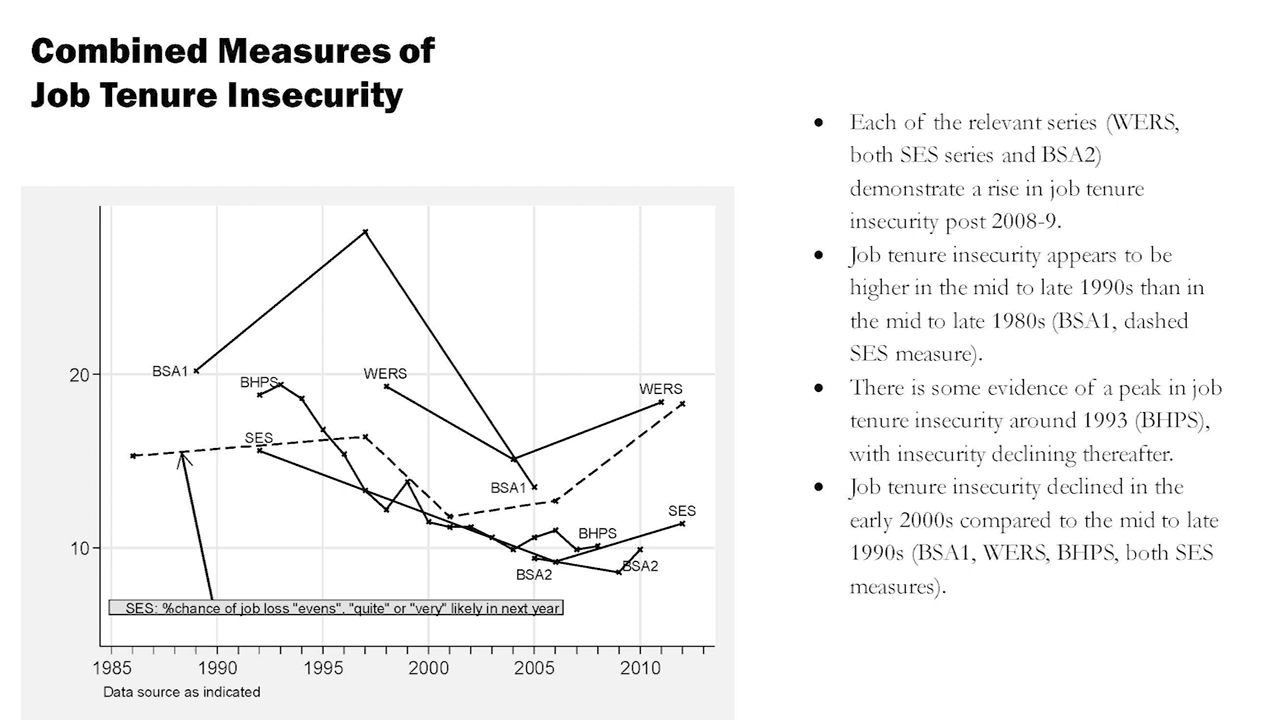 Combined Measures of
Job Tenure Insecurity
• Each of the relevant series (WERS,
both SES series and BSA2)
demonstrate a rise in job tenure
insecurity post 2008-9.
• Job tenure insecurity appears to be
higher in the mid to late 1990s than in
the mid to late 1980s (BSA1, dashed
SES measure).
• There is some evidence of a peak in job
tenure insecurity around 1993 (BHPS),
with insecurity declining thereafter.
• Job tenure insecurity declined in the
early 2000s compared to the mid to late
1990s (BSA1, WERS, BHPS, both SES
measures).
20
10
BSA1
BHPS
WERS
WERS
SES
BSA1
SES
BHPS
BSA2
BSA2
SES: %chance of job loss "evens". "quite" or "very" likely in next year
1985 1990 1995 2000 2005 2010
Data source as indicated